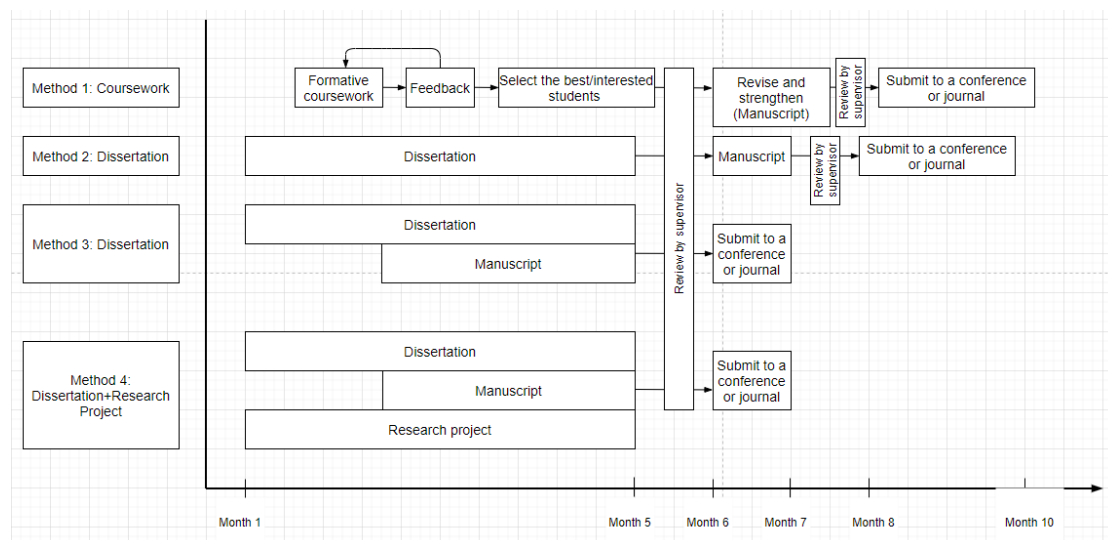 Method 1: Coursework
Formative
coursework
Feedback
Select the best/interested
students
Revise and
strengthen
(Manuscript)
Review by
supervisor
Submit to a conference
or journal
Method 2: Dissertation
Dissertation
Manuscript
Review by
supervisor
Submit to a conference
or journal
Review by supervisor
Method 3: Dissertation
Dissertation
Manuscript
Submit to a
conference
or journal
Method 4:
Dissertation+Research
Project
Dissertation
Manuscript
Research project
Submit to a
conference
or journal
Month 1
Month 5
Month 6
Month 7
Month 8
Month 10